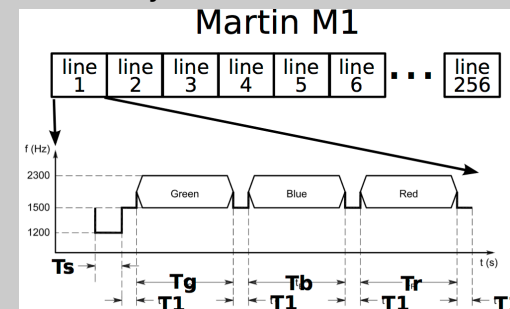 Martin M1
line 1 line 2 line 3 line 4 line 5 line 6 ... line 256
f (Hz)
2300
Green Blue Red
1500
1200
t (s)
Ts
Tg Tb Tr
T1 T1 T1